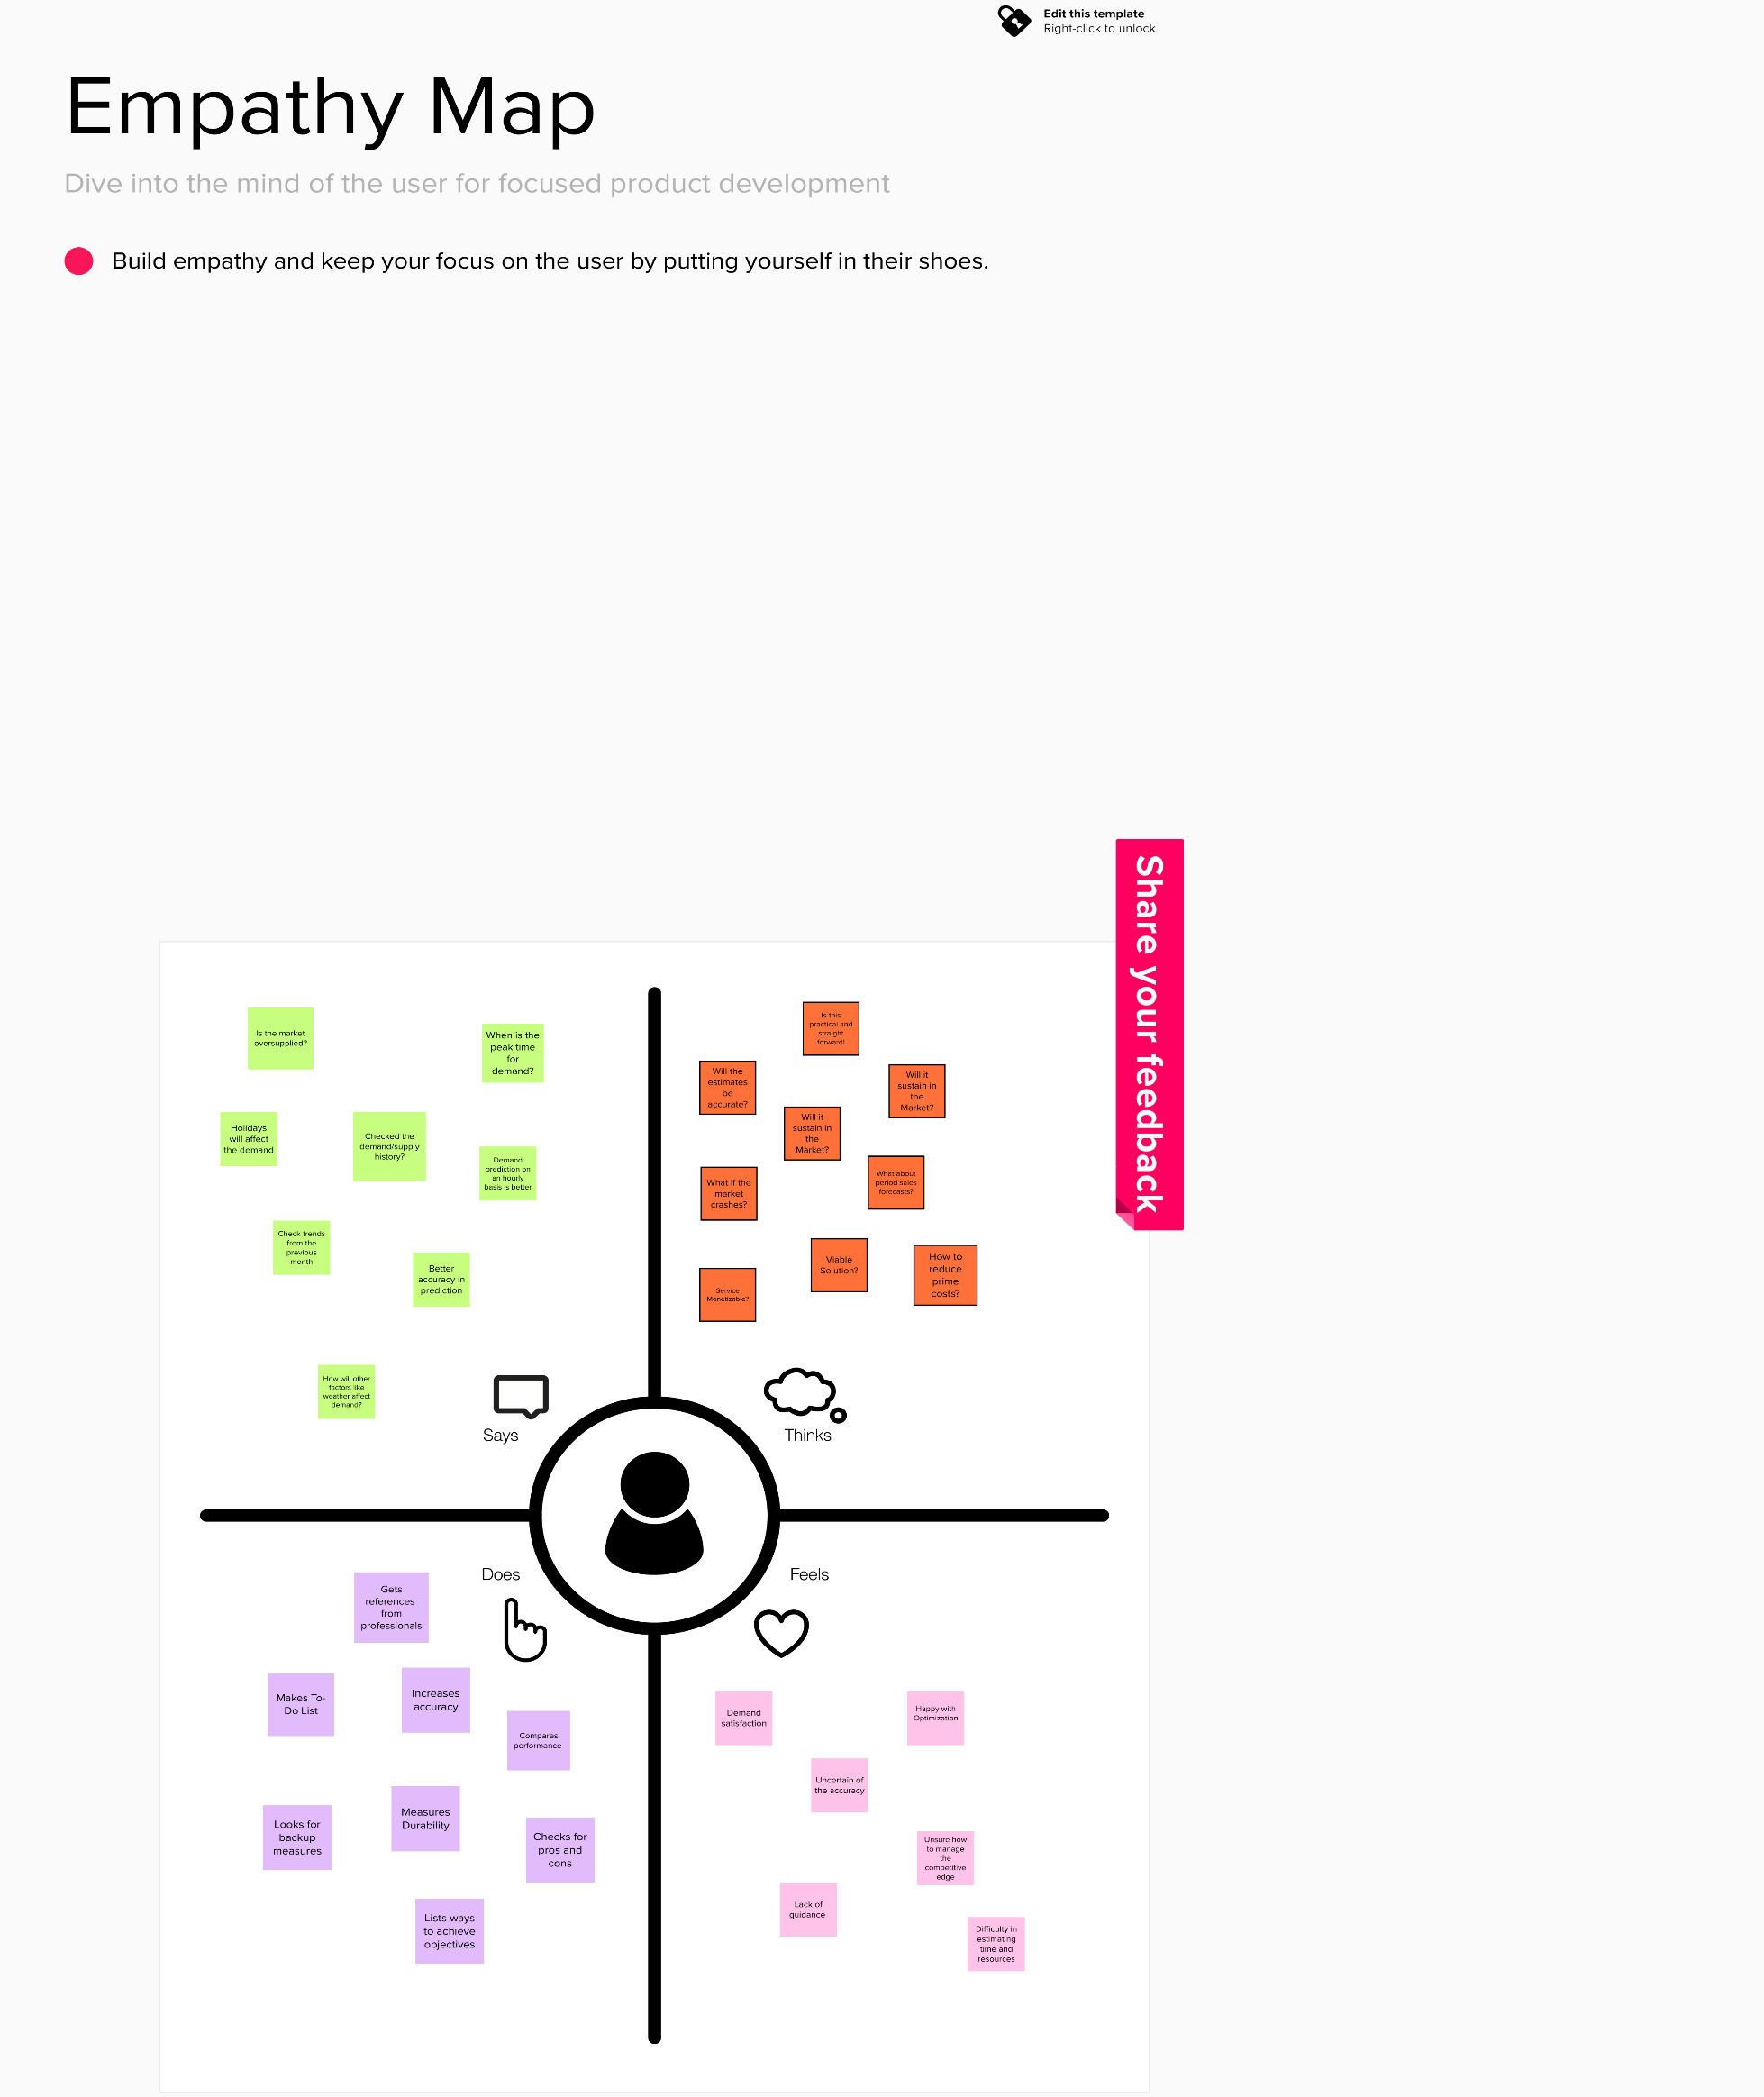 Edit this template
Right-click to unlock
Empathy Map
Dive into the mind of the user for focused product development
Build empathy and keep your focus on the user by putting yourself in their shoes.
Share your feedback
Is the market
oversupplied?
When is the
peak time
for
demand?
Holidays
will affect
the demand
Checked the
demand/supply
history?
Demand
prediction on
an hourly
basis is better
Check trends
from the
previous
month
Better
accuracy in
prediction
How will other
factors like
weather affect
demand?
Says
Is this
practical and
straight
forward!
Will the
estimates
be
accurate?
Will it
sustain in
the
Market?
Will it
sustain in
the
Market?
What if the
market
crashes?
What about
period sales
forecasts?
Viable
Solution?
How to
reduce
prime
costs?
Service
Monetizable?
Thinks
Does
Gets
references
from
professionals
Makes To-
Do List
Increases
accuracy
Compares
performance
Looks for
backup
measures
Measures
Durability
Checks for
pros and
cons
Lists ways
to achieve
objectives
Feels
Demand
satisfaction
Happy with
Optimization
Uncertain of
the accuracy
Unsure how
to manage
the
competitive
edge
Lack of
guidance
Difficulty in
estimating
time and
resources